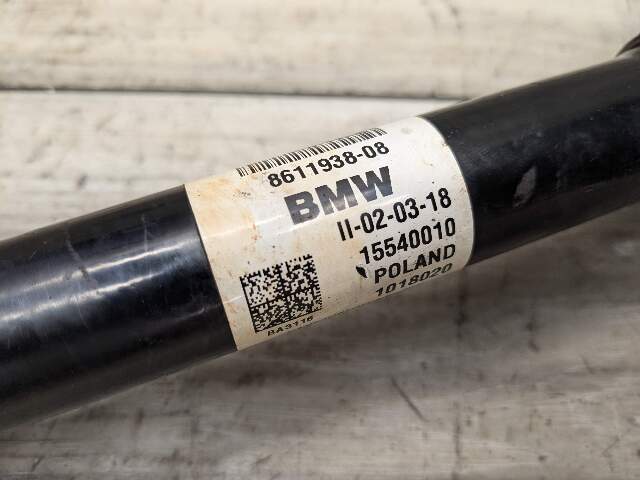 8611938-08
BMW
II-02-03-18
15540010
POLAND
1018020
BA3116